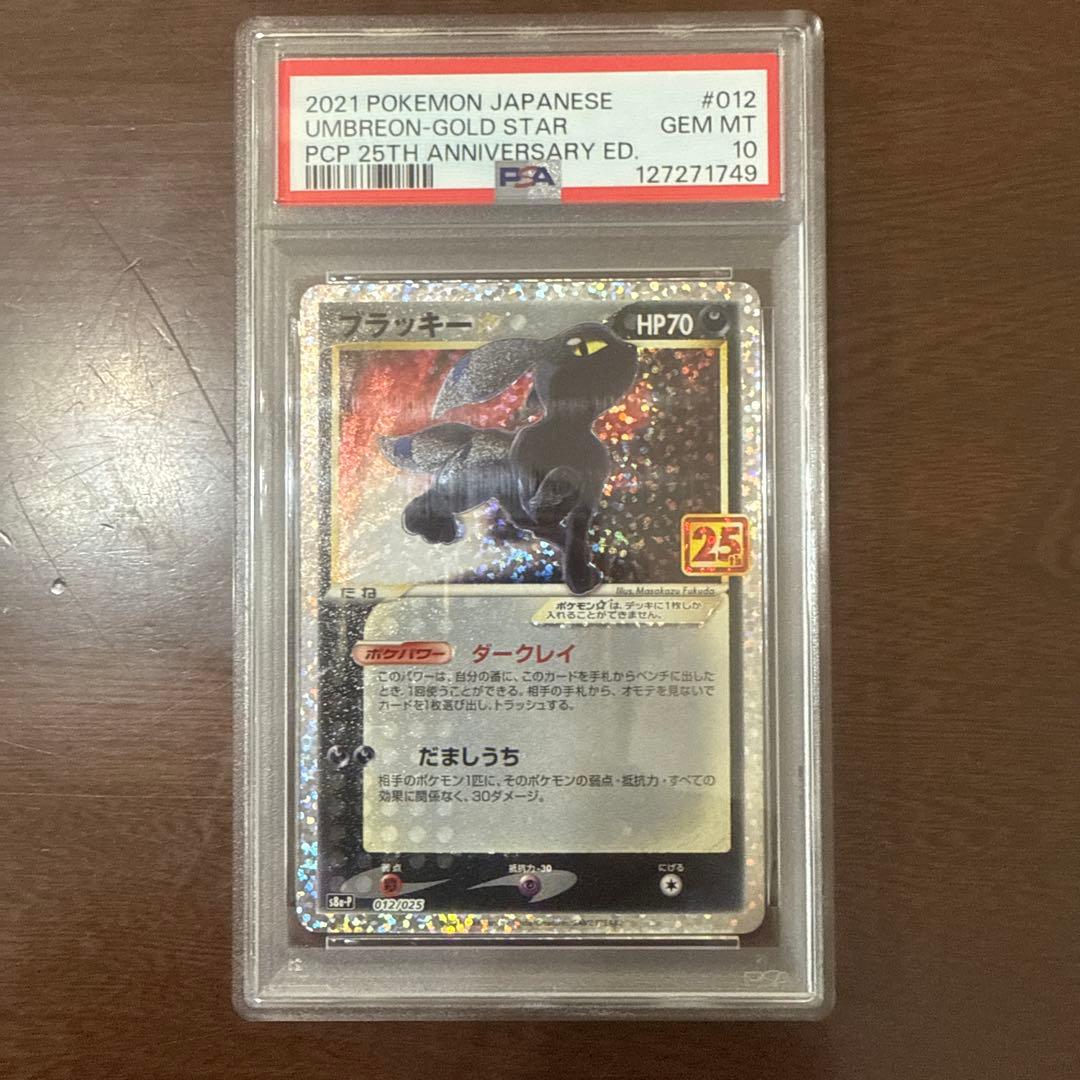 2021 POKEMON JAPANESE #012
UMBREON-GOLD STAR GEM MT
PCP 25TH ANNIVERSARY ED. 10
PSA 127271749
ブラッキー☆ HP70
25th
たね
Illus. Masakazu Fukuda
ポケモン☆は、デッキに1枚しか
入れることができません。
ポケパワー ダークレイ
このパワーは、自分の番に、このカードを手札からベンチに出した
とき、1回使うことができる。相手の手札から、オモテを見ないで
カードを1枚選び出し、トラッシュする。
だましうち
相手のポケモン1匹に、そのポケモンの弱点・抵抗力・すべての
効果に関係なく、30ダメージ。
弱点 抵抗力 -30 にげる
s8a-P 012/025
PSA